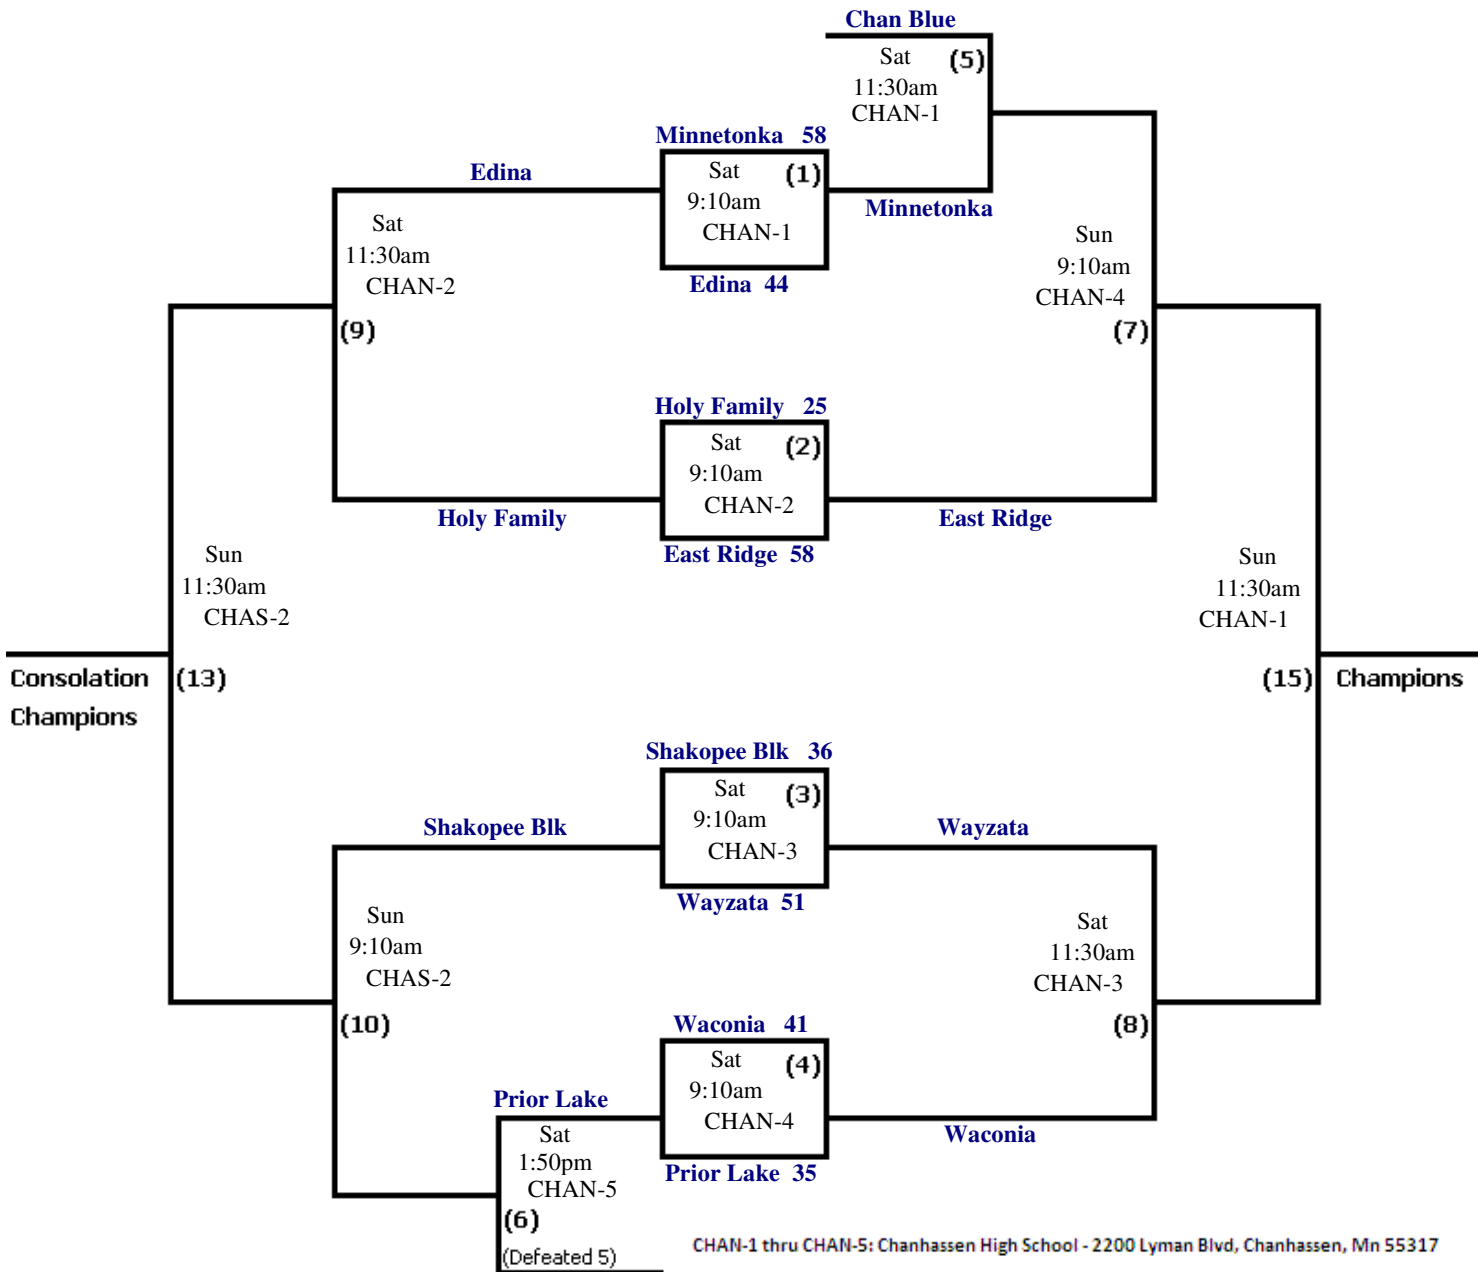 Chan Blue
Sat (5)
11:30am
CHAN-1
Minnetonka 58
Edina
Sat (1)
9:10am
CHAN-1
Minnetonka
Edina 44
Sat
11:30am
CHAN-2
(9)
Sun
9:10am
CHAN-4
(7)
Holy Family 25
Sat (2)
9:10am
CHAN-2
Holy Family
East Ridge
East Ridge 58
Sun
11:30am
CHAS-2
Sun
11:30am
CHAN-1
Consolation (13)
Champions
(15) Champions
Shakopee Blk 36
Sat (3)
9:10am
CHAN-3
Shakopee Blk
Wayzata
Wayzata 51
Sun
9:10am
CHAS-2
(10)
Sat
11:30am
CHAN-3
(8)
Waconia 41
Sat (4)
9:10am
CHAN-4
Prior Lake
Waconia
Prior Lake 35
Sat
1:50pm
CHAN-5
(6)
(Defeated 5)
CHAN-1 thru CHAN-5: Chanhassen High School - 2200 Lyman Blvd, Chanhassen, Mn 55317